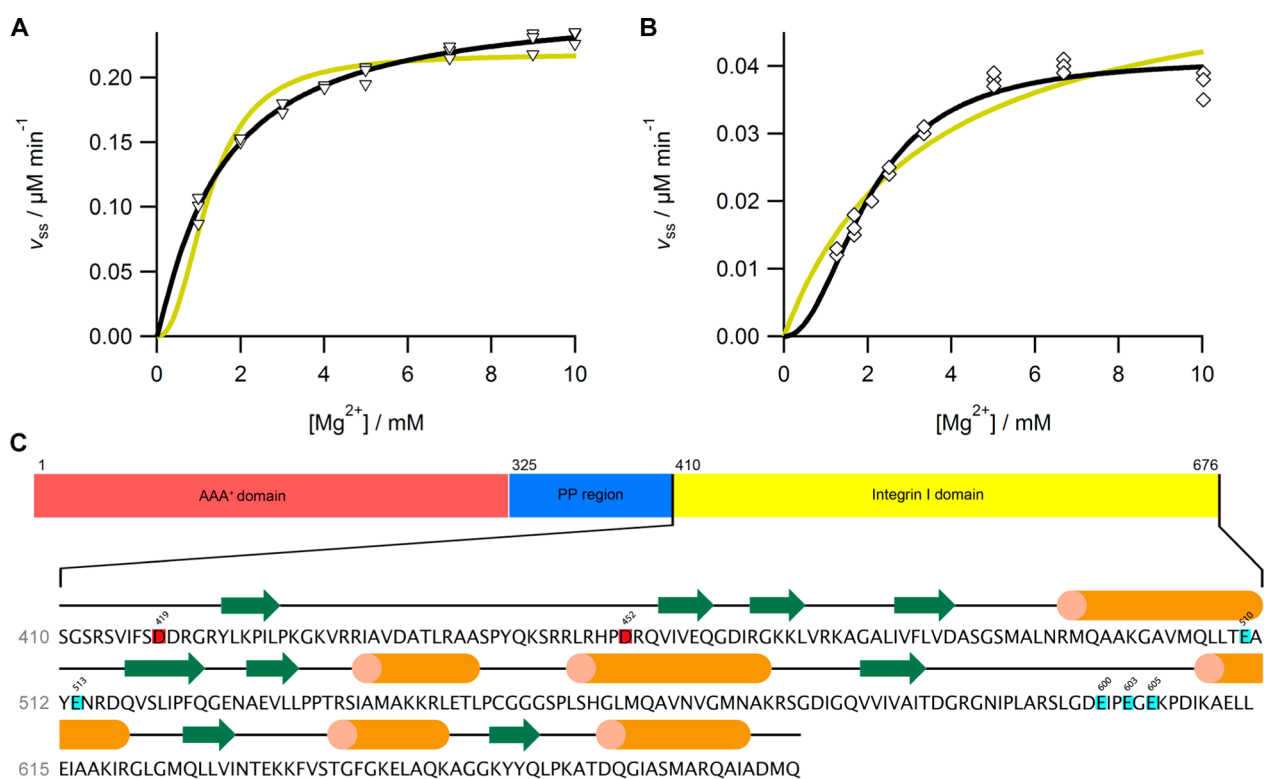 A
B
0.20
0.15
0.10
0.05
0.00
v_ss / µM min⁻¹
0 2 4 6 8 10
[Mg²⁺] / mM
0.04
0.03
0.02
0.01
0.00
v_ss / µM min⁻¹
0 2 4 6 8 10
[Mg²⁺] / mM
C
1 325 410 676
AAA⁺ domain PP region Integrin I domain
419 452 510
410 SGSRSVIFSDDRGRYLKPILPKGKVRRIAVDATLRAASPYQKSRRLRHPDIRQVIVEQGDIRGKKLVRKAGALIVFLVDASGSMALNRMQAAKGAVMQLLTEA
513 600 603 605
512 YENRDQVSLIPFQGENAEVLLPPTRSIAMAKKRLETLPCGGGSPLSHGLMQAVNVGMNAKRSGDIGQVVIVAITDGRGNIPLARSLGDEIPEGEKPDIKAELL
615 EIAAKIRGLGMQLLVINTEKKFVSTGFGKELAQKAGGKYYQLPKATDQGIASMARQAIADMQ